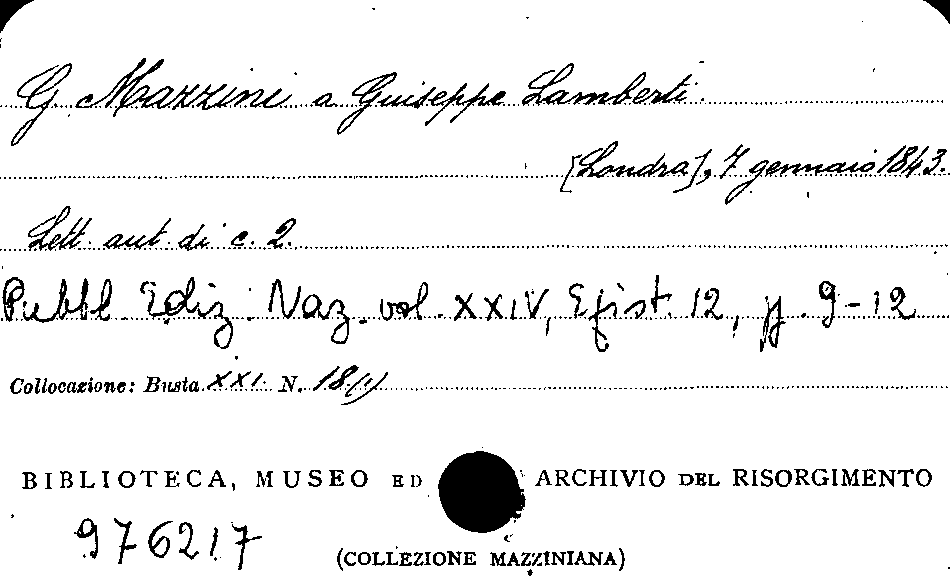 G. Mazzini a Guiseppe Lamberti.
[Londra], 7 gennaio 1843.
Lett. aut. di c. 2.
Pubbl. Ediz. Naz. vol. XXIV, Epist. 12, pp. 9-12
Collocazione: Busta XXI. N. 18(1)
BIBLIOTECA, MUSEO ED ARCHIVIO DEL RISORGIMENTO
976217
(COLLEZIONE MAZZINIANA)